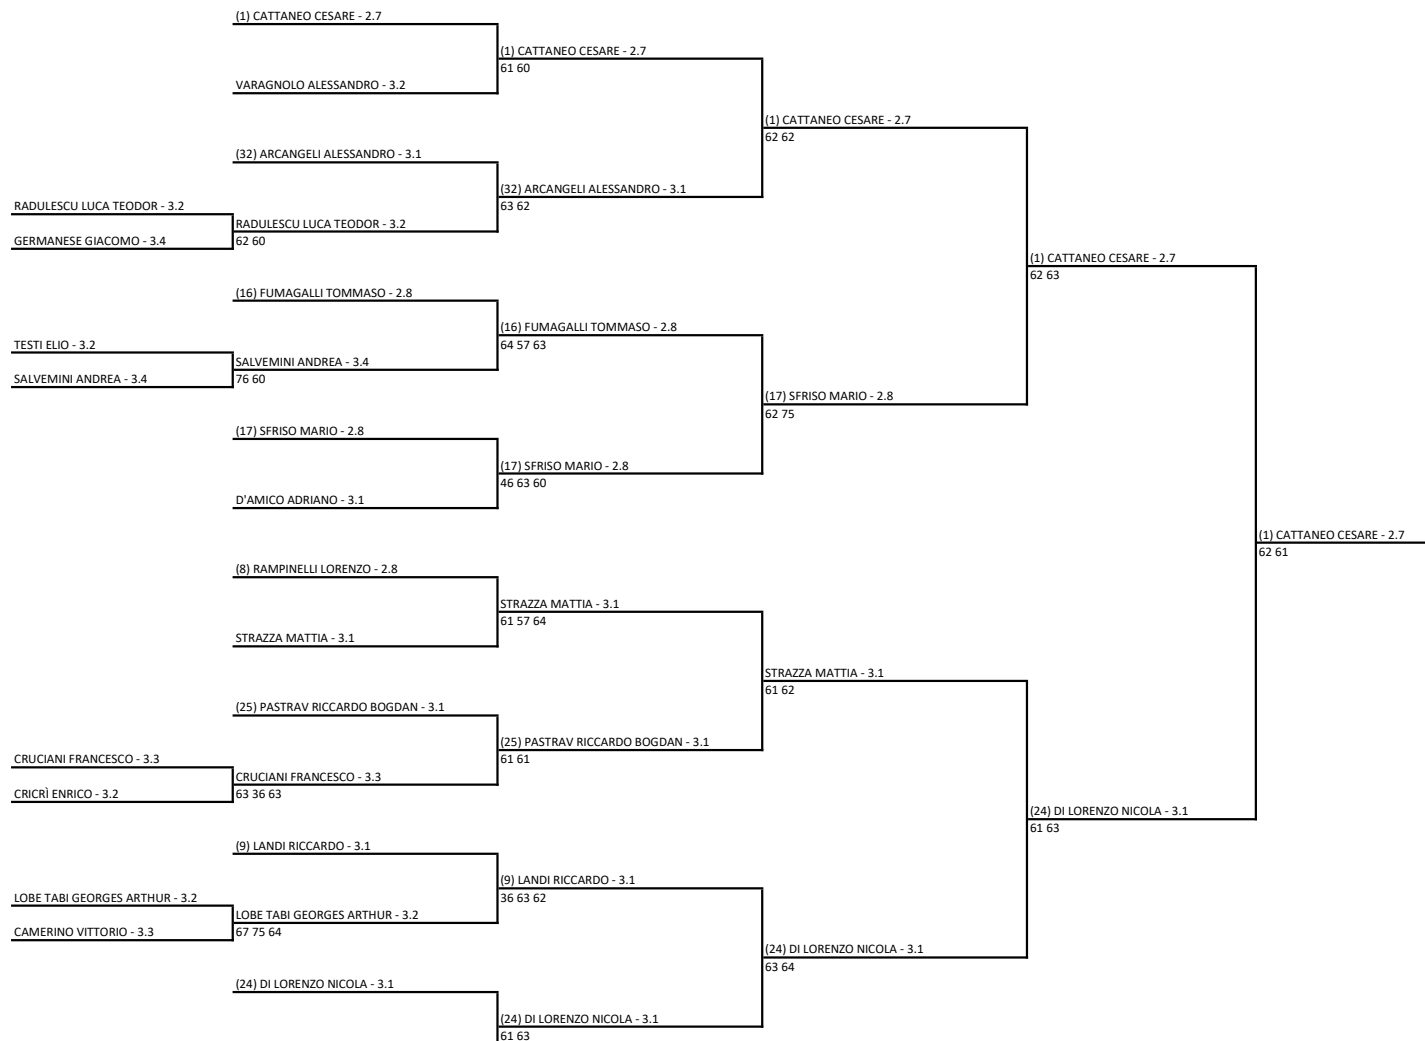 (1) CATTANEO CESARE - 2.7
(1) CATTANEO CESARE - 2.7
61 60
VARAGNOLO ALESSANDRO - 3.2
(1) CATTANEO CESARE - 2.7
62 62
(32) ARCANGELI ALESSANDRO - 3.1
(32) ARCANGELI ALESSANDRO - 3.1
63 62
RADULESCU LUCA TEODOR - 3.2
RADULESCU LUCA TEODOR - 3.2
62 60
GERMANESE GIACOMO - 3.4
(1) CATTANEO CESARE - 2.7
62 63
(16) FUMAGALLI TOMMASO - 2.8
(16) FUMAGALLI TOMMASO - 2.8
64 57 63
TESTI ELIO - 3.2
SALVEMINI ANDREA - 3.4
76 60
SALVEMINI ANDREA - 3.4
(17) SFRISO MARIO - 2.8
62 75
(17) SFRISO MARIO - 2.8
(17) SFRISO MARIO - 2.8
46 63 60
D'AMICO ADRIANO - 3.1
(1) CATTANEO CESARE - 2.7
62 61
(8) RAMPINELLI LORENZO - 2.8
STRAZZA MATTIA - 3.1
61 57 64
STRAZZA MATTIA - 3.1
STRAZZA MATTIA - 3.1
61 62
(25) PASTRAV RICCARDO BOGDAN - 3.1
(25) PASTRAV RICCARDO BOGDAN - 3.1
61 61
CRUCIANI FRANCESCO - 3.3
CRUCIANI FRANCESCO - 3.3
63 36 63
CRICRÌ ENRICO - 3.2
(24) DI LORENZO NICOLA - 3.1
61 63
(9) LANDI RICCARDO - 3.1
(9) LANDI RICCARDO - 3.1
36 63 62
LOBE TABI GEORGES ARTHUR - 3.2
LOBE TABI GEORGES ARTHUR - 3.2
67 75 64
CAMERINO VITTORIO - 3.3
(24) DI LORENZO NICOLA - 3.1
63 64
(24) DI LORENZO NICOLA - 3.1
(24) DI LORENZO NICOLA - 3.1
61 63